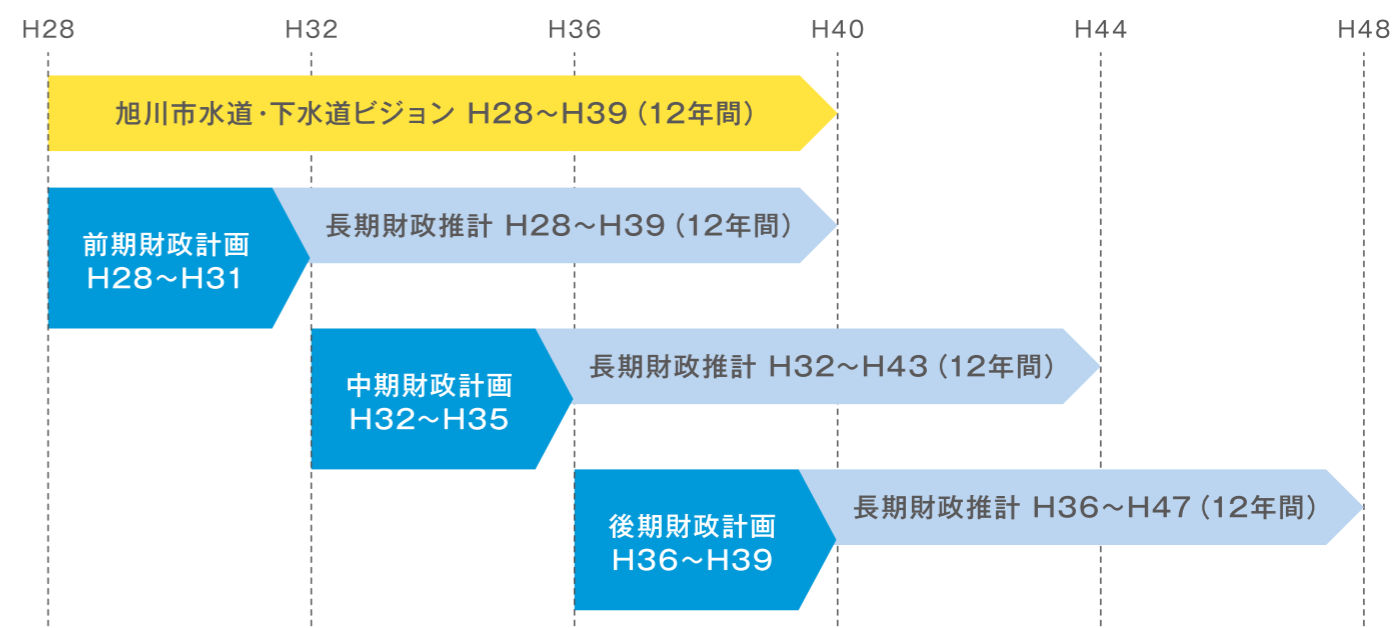 H28 H32 H36 H40 H44 H48
旭川市水道・下水道ビジョン H28～H39（12年間）
前期財政計画
H28～H31
長期財政推計 H28～H39（12年間）
中期財政計画
H32～H35
長期財政推計 H32～H43（12年間）
後期財政計画
H36～H39
長期財政推計 H36～H47（12年間）